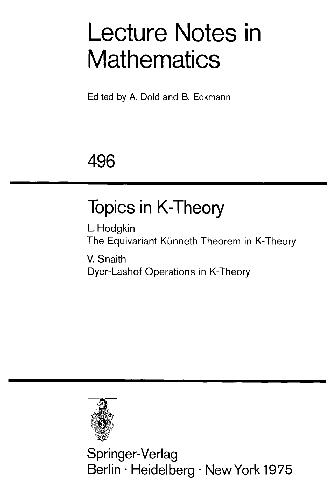 Lecture Notes in
Mathematics
Edited by A. Dold and B. Eckmann
496
Topics in K-Theory
L. Hodgkin
The Equivariant Künneth Theorem in K-Theory
V. Snaith
Dyer-Lashof Operations in K-Theory
Springer-Verlag
Berlin · Heidelberg · New York 1975